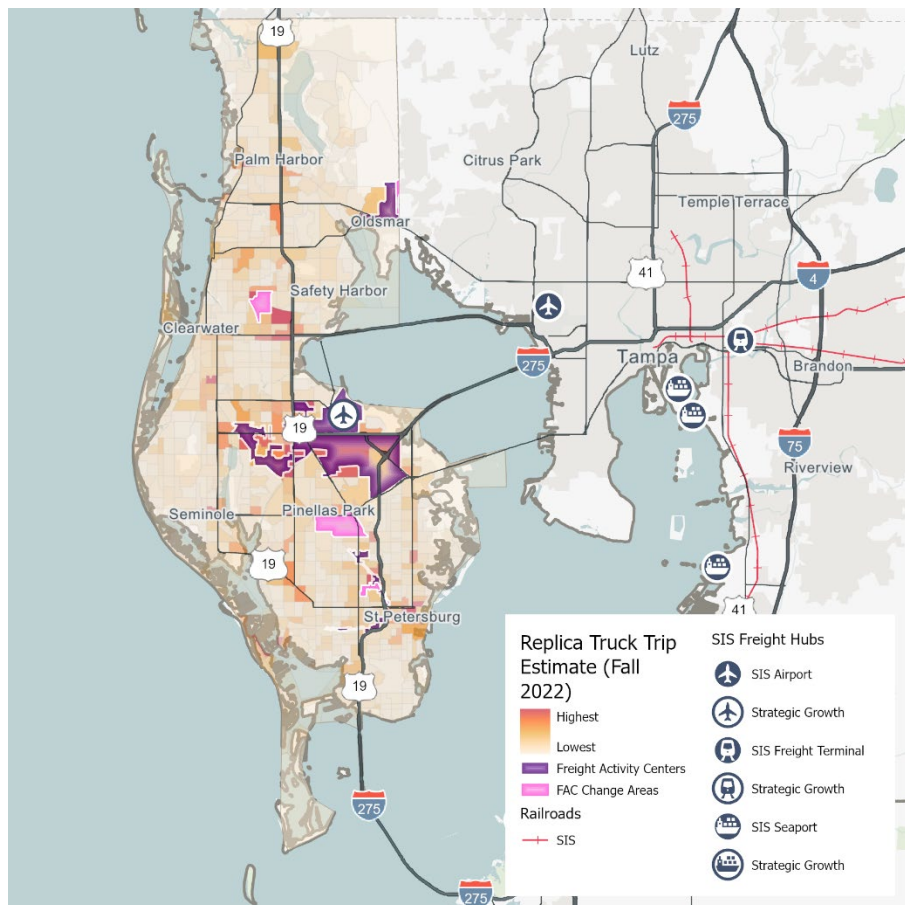 19
Lutz
275
Palm Harbor
Citrus Park
Temple Terrace
Oldsmar
41
4
Safety Harbor
Clearwater
275
Tampa
Brandon
19
75
Riverview
Seminole
Pinellas Park
19
41
St Petersburg
19
275
275
Replica Truck Trip
Estimate (Fall
2022)
Highest
Lowest
Freight Activity Centers
FAC Change Areas
Railroads
SIS
SIS Freight Hubs
SIS Airport
Strategic Growth
SIS Freight Terminal
Strategic Growth
SIS Seaport
Strategic Growth